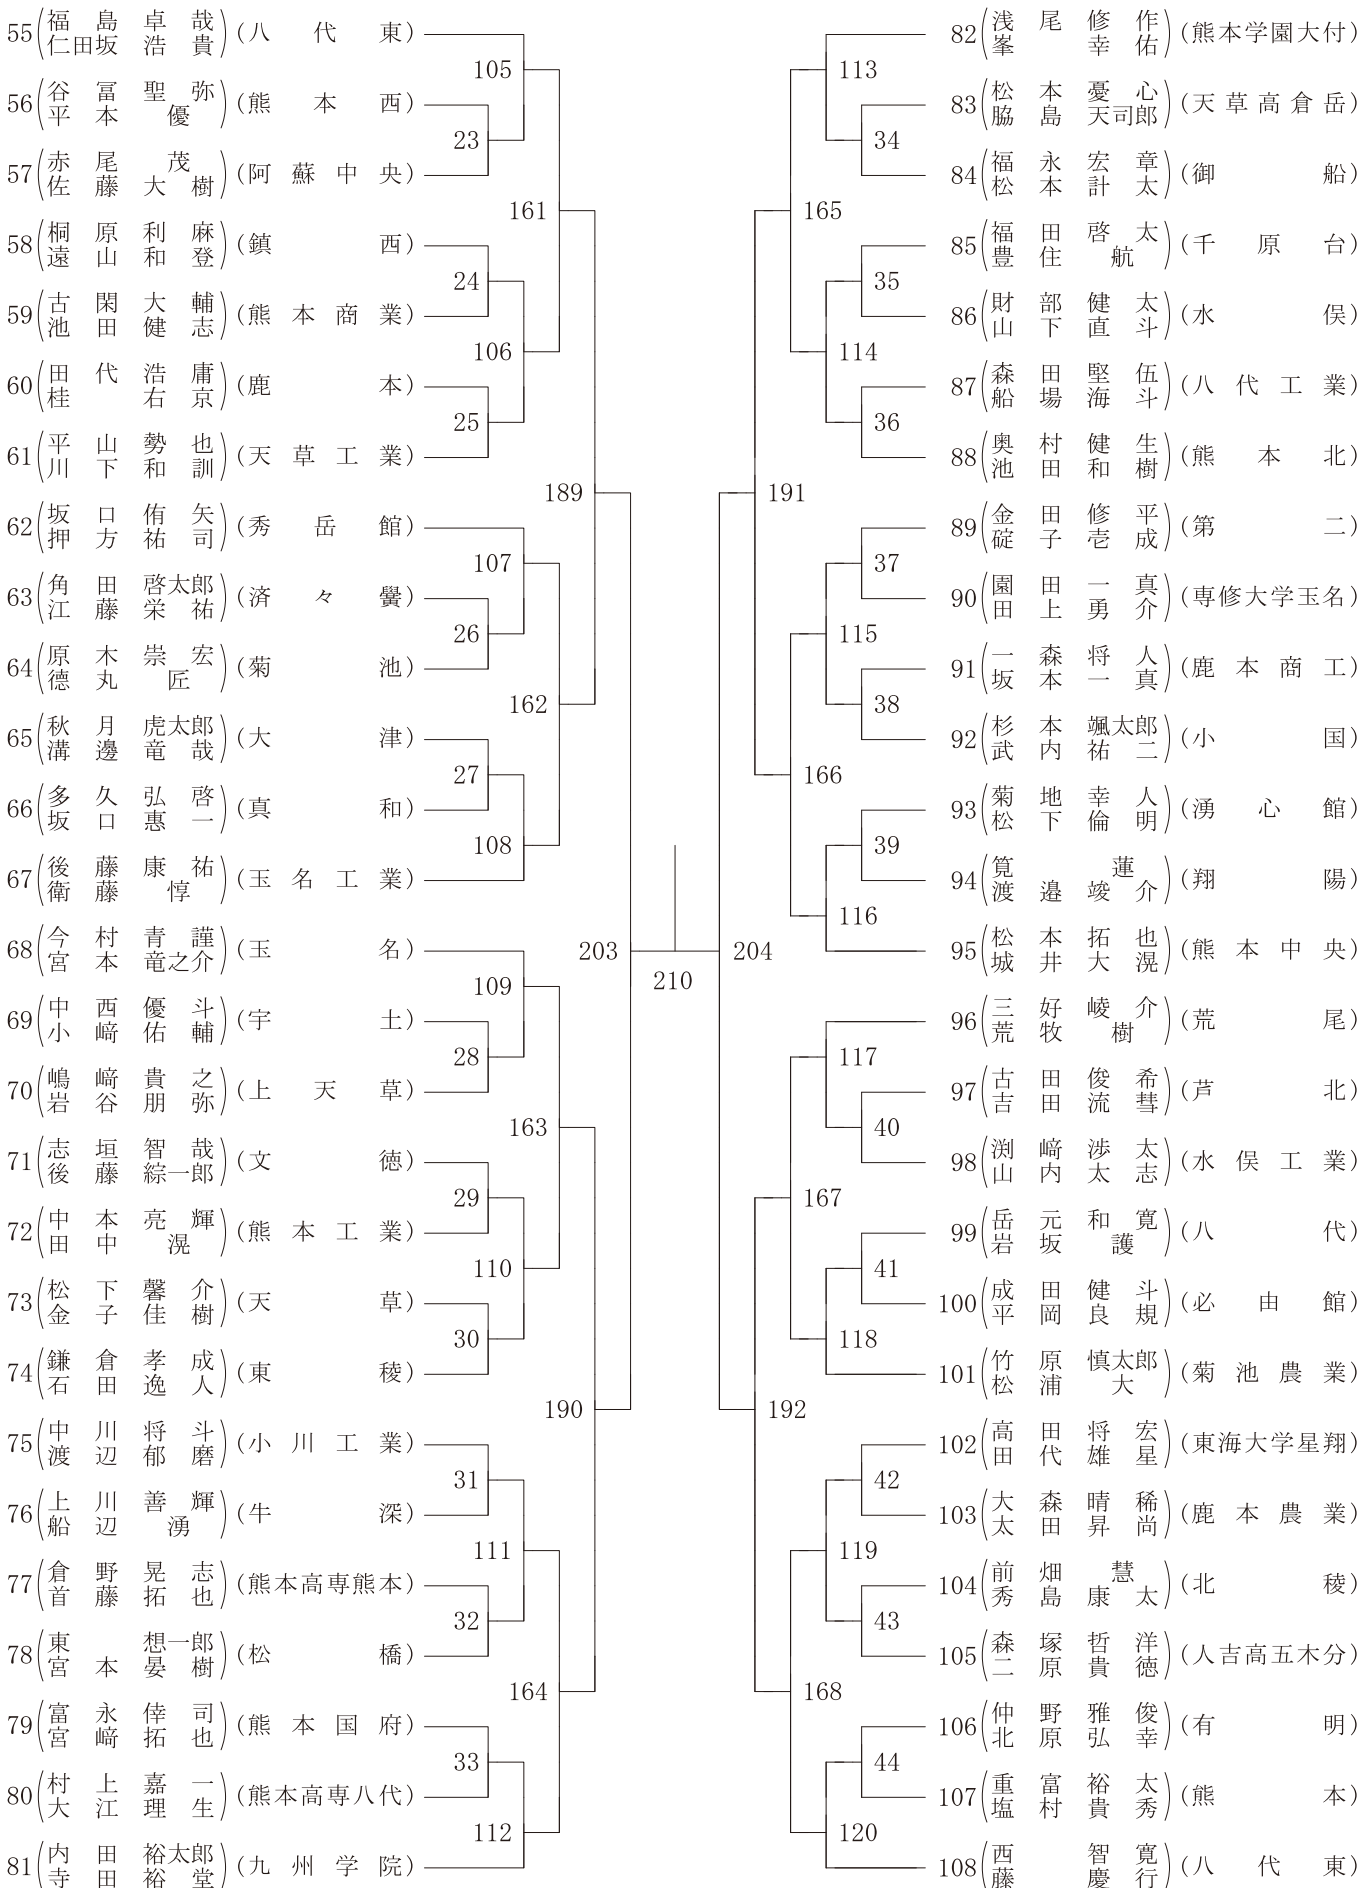 55(福島卓哉 仁田坂浩貴)(八代東)
56(谷冨聖弥 平本優)(熊本西)
57(赤尾茂 佐藤大樹)(阿蘇中央)
58(桐原利麻 遠山和登)(鎮西)
59(古閑大輔 池田健志)(熊本商業)
60(田代浩庸 桂右京)(鹿本)
61(平山勢也 川下和訓)(天草工業)
62(坂口侑矢 押方祐司)(秀岳館)
63(角田啓太郎 江藤栄祐)(済々黌)
64(原木崇宏 德丸匠)(菊池)
65(秋月虎太郎 溝邊竜哉)(大津)
66(多久弘啓 坂口惠一)(真和)
67(後藤康祐 衛藤惇)(玉名工業)
68(今村青謹 宮本竜之介)(玉名)
69(中西優斗 小﨑佑輔)(宇土)
70(嶋﨑貴之 岩谷朋弥)(上天草)
71(志垣智哉 後藤綜一郎)(文徳)
72(中本亮輝 田中滉)(熊本工業)
73(松下馨介 金子佳樹)(天草)
74(鎌倉孝成 石田逸人)(東稜)
75(中川将斗 渡辺郁磨)(小川工業)
76(上川善輝 船辺湧)(牛深)
77(倉野晃志 首藤拓也)(熊本高専熊本)
78(東想一郎 宮本晏樹)(松橋)
79(富永倖司 宮﨑拓也)(熊本国府)
80(村上嘉一 大江理生)(熊本高専八代)
81(内田裕太郎 寺田裕堂)(九州学院)
105
23
161
24
106
25
189
107
26
162
27
108
203
109
28
163
29
110
30
190
31
111
32
164
33
112
210
204
113
34
165
35
114
36
191
37
115
38
166
39
116
117
40
167
41
118
192
42
119
43
168
44
120
82(浅尾修作 峯幸佑)(熊本学園大付)
83(松本憂心 脇島天司郎)(天草高倉岳)
84(福永宏章 松本計太)(御船)
85(福田啓太 豊住航)(千原台)
86(財部健太 山下直斗)(水俣)
87(森田堅伍 船場海斗)(八代工業)
88(奥村健生 池田和樹)(熊本北)
89(金田修平 碇子壱成)(第二)
90(園田一真 田上勇介)(専修大学玉名)
91(一森将人 坂本一真)(鹿本商工)
92(杉本颯太郎 武内祐二)(小国)
93(菊地幸人 松下倫明)(湧心館)
94(筧蓮 渡邉竣介)(翔陽)
95(松本拓也 城井大滉)(熊本中央)
96(三好崚介 荒牧樹)(荒尾)
97(古田俊希 吉田流彗)(芦北)
98(渕﨑渉太 山内太志)(水俣工業)
99(岳元和寛 岩坂護)(八代)
100(成田健斗 平岡良規)(必由館)
101(竹原慎太郎 松浦大)(菊池農業)
102(高田将宏 田代雄星)(東海大学星翔)
103(大森晴稀 太田昇尚)(鹿本農業)
104(前畑慧 秀島康太)(北稜)
105(森塚哲洋 二原貴徳)(人吉高五木分)
106(仲野雅俊 北原弘幸)(有明)
107(重冨裕太 塩村貴秀)(熊本)
108(西智寛 藤慶行)(八代東)